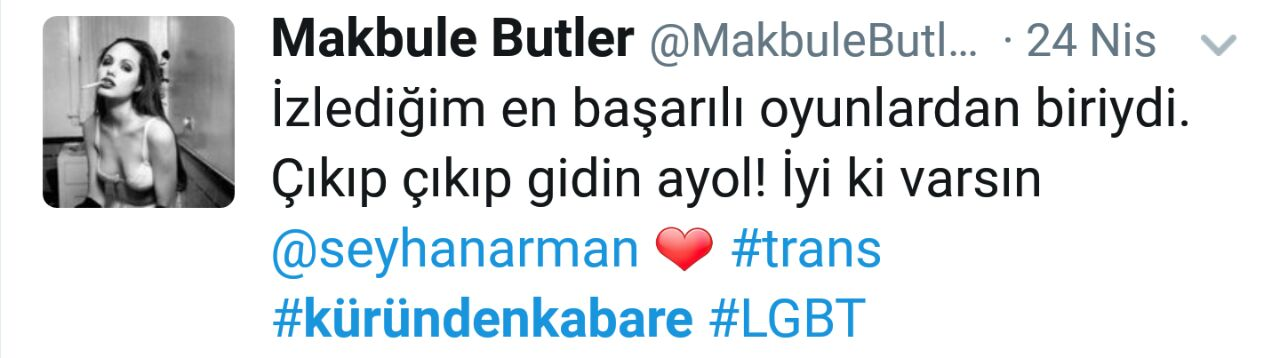 Makbule Butler @MakbuleButl... · 24 Nis
İzlediğim en başarılı oyunlardan biriydi.
Çıkıp çıkıp gidin ayol! İyi ki varsın
@seyhanarman ❤ #trans
#küründenkabare #LGBT